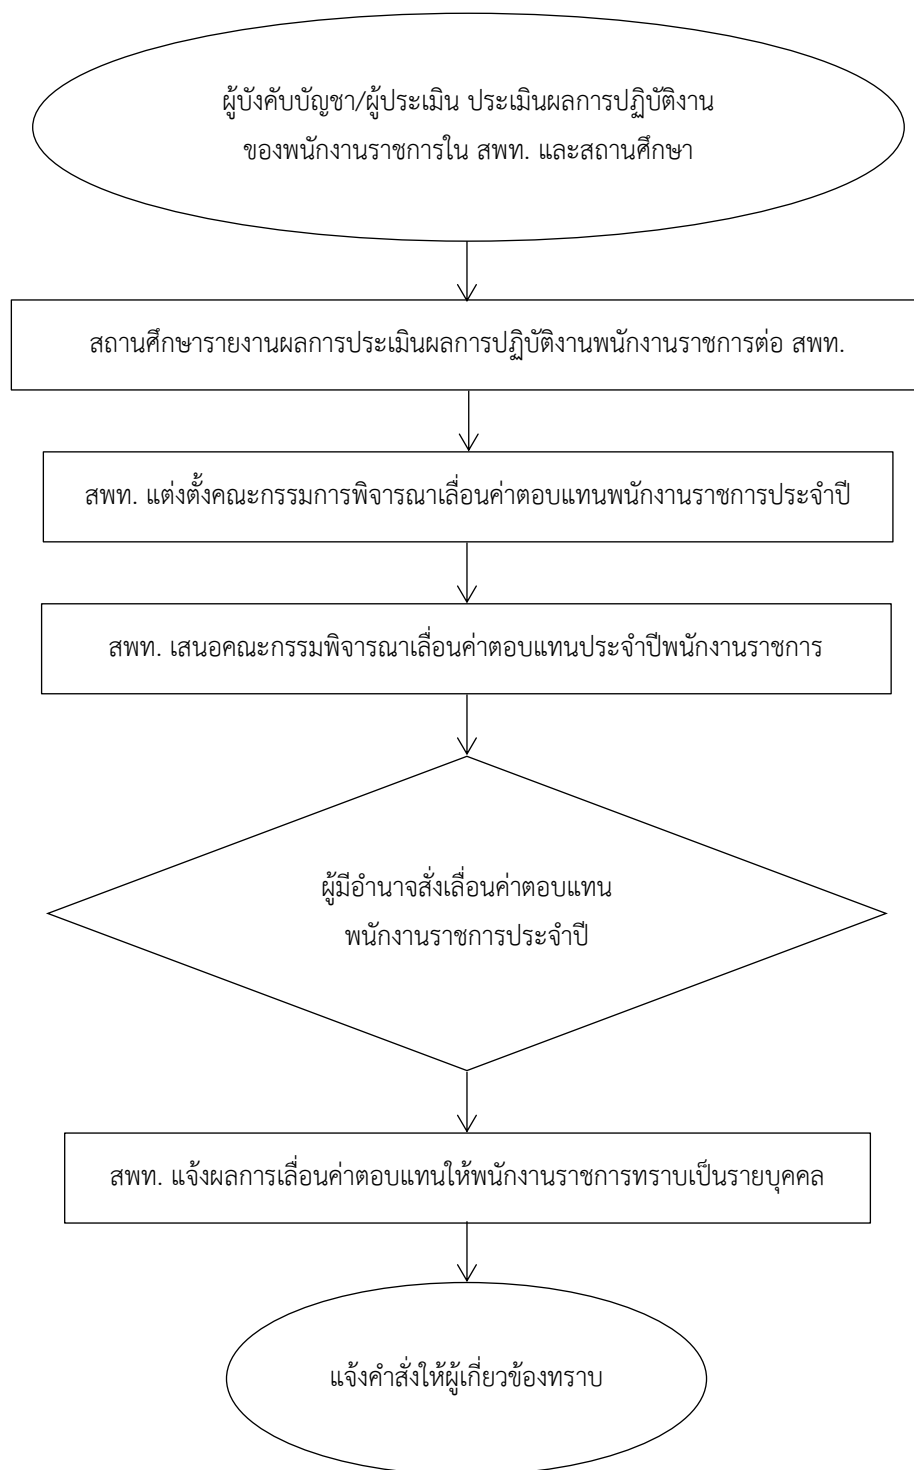 ผู้บังคับบัญชา/ผู้ประเมิน ประเมินผลการปฏิบัติงาน
ของพนักงานราชการใน สพท. และสถานศึกษา
สถานศึกษารายงานผลการประเมินผลการปฏิบัติงานพนักงานราชการต่อ สพท.
สพท. แต่งตั้งคณะกรรมการพิจารณาเลื่อนค่าตอบแทนพนักงานราชการประจำปี
สพท. เสนอคณะกรรมพิจารณาเลื่อนค่าตอบแทนประจำปีพนักงานราชการ
ผู้มีอำนาจสั่งเลื่อนค่าตอบแทน
พนักงานราชการประจำปี
สพท. แจ้งผลการเลื่อนค่าตอบแทนให้พนักงานราชการทราบเป็นรายบุคคล
แจ้งคำสั่งให้ผู้เกี่ยวข้องทราบ